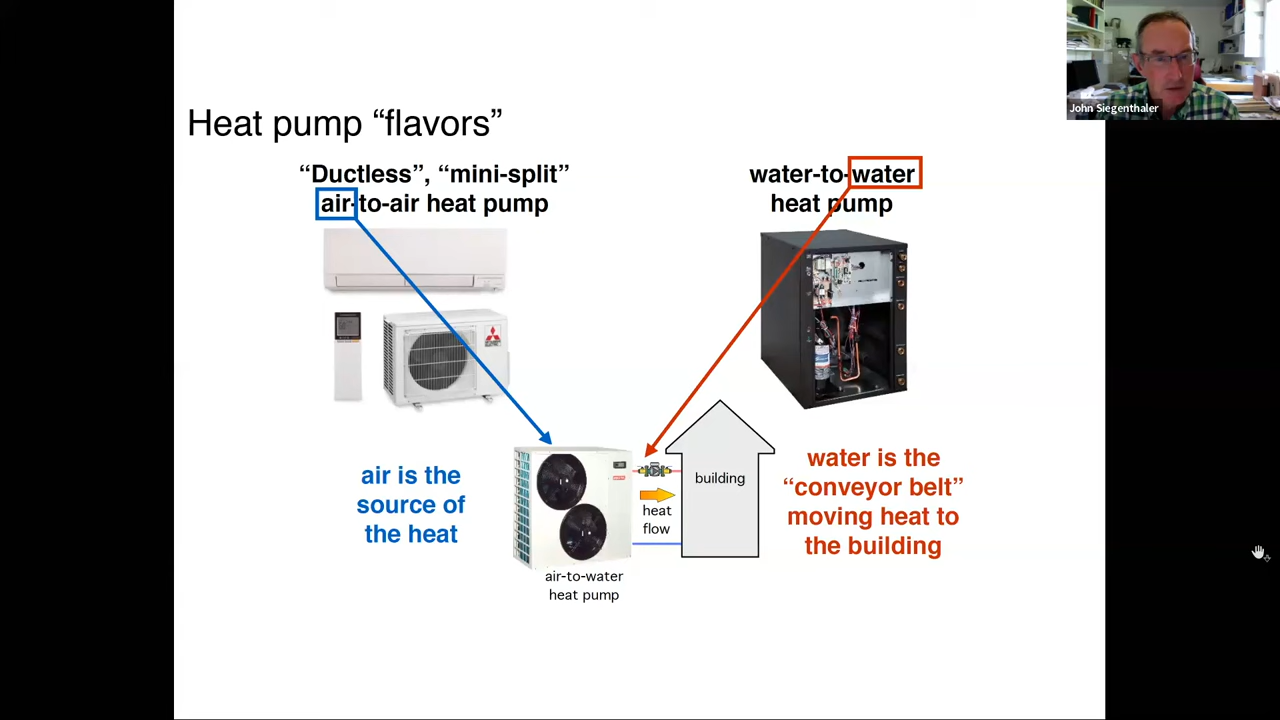 John Siegenthaler
Heat pump “flavors”
“Ductless”, “mini-split”
air-to-air heat pump
water-to-water
heat pump
air is the
source of
the heat
building
heat
flow
air-to-water
heat pump
water is the
“conveyor belt”
moving heat to
the building